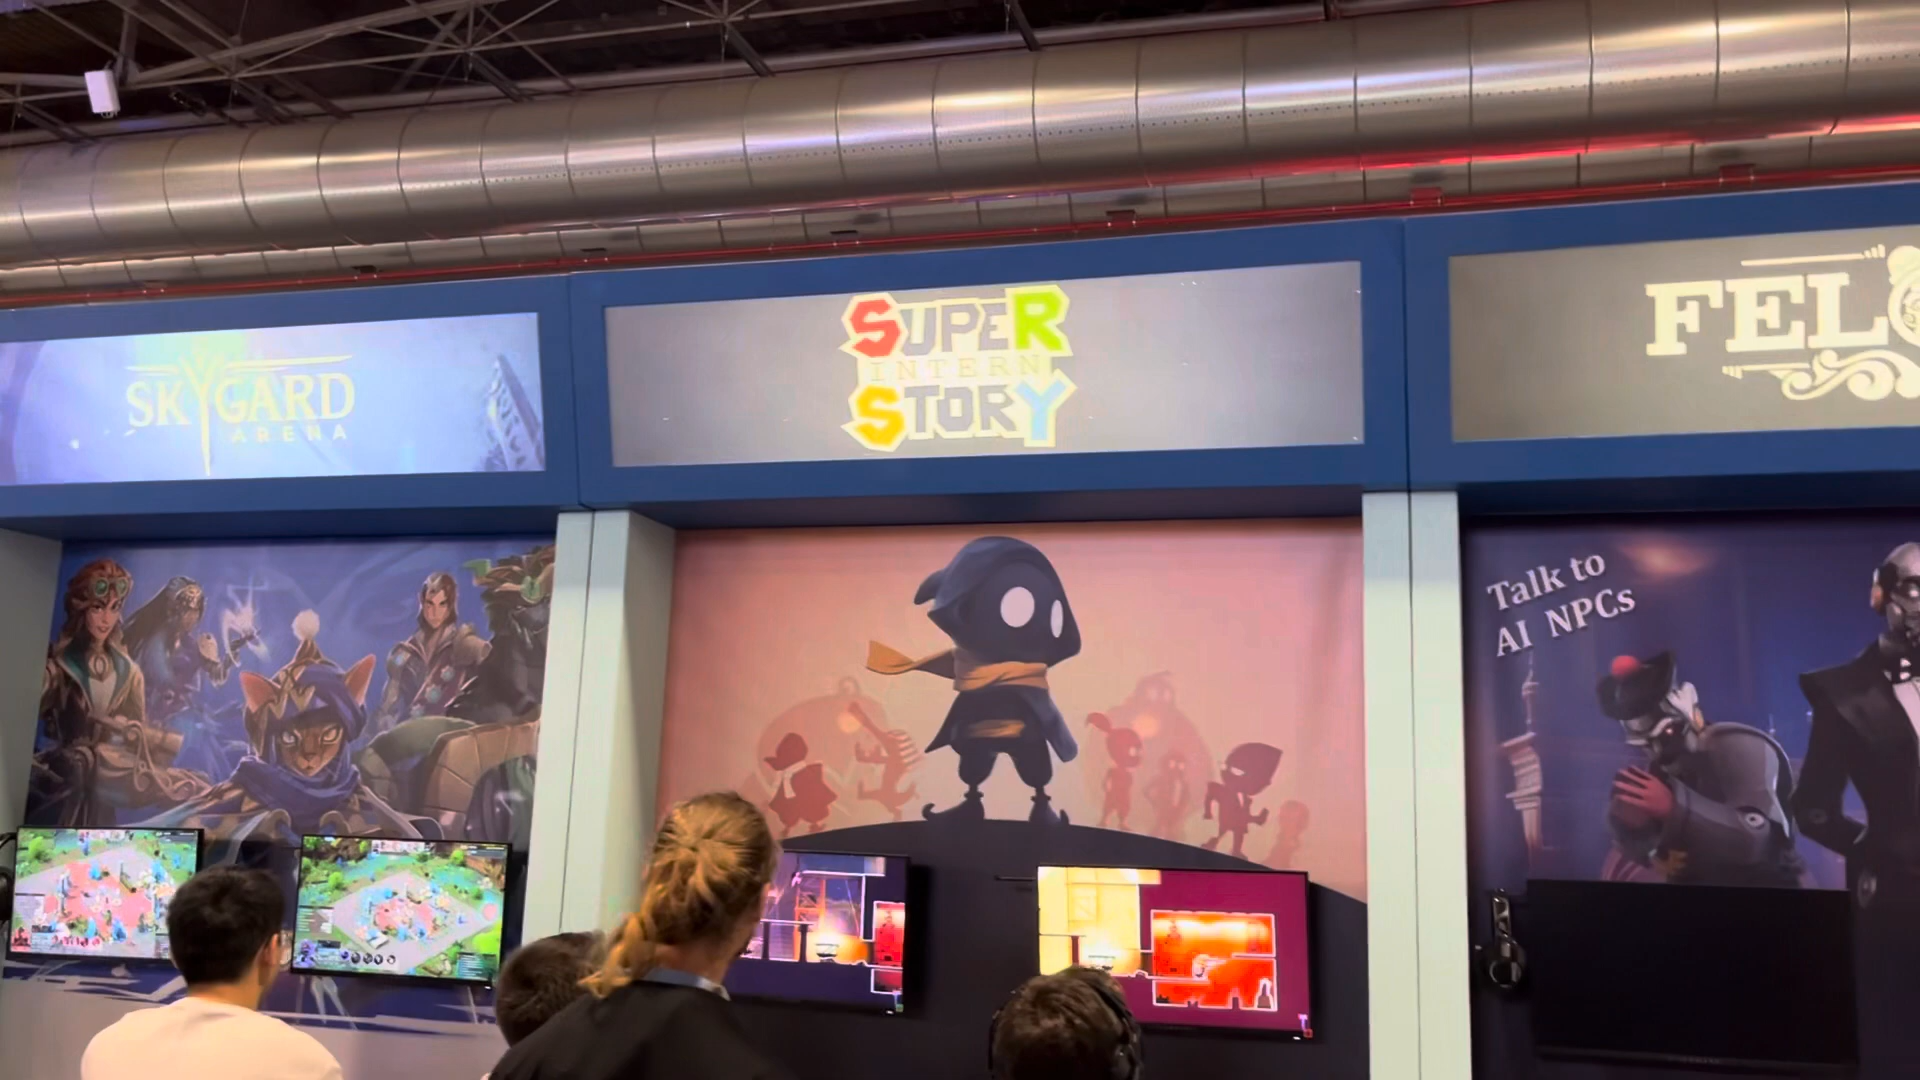 SKYGARD
ARENA
SUPER
INTERN
STORY
FEL
Talk to
AI NPCs